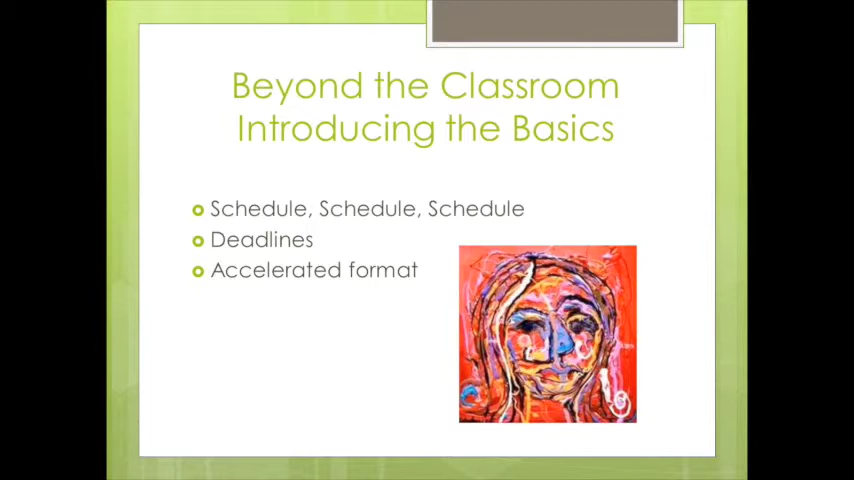 Beyond the Classroom
Introducing the Basics
Schedule, Schedule, Schedule
Deadlines
Accelerated format